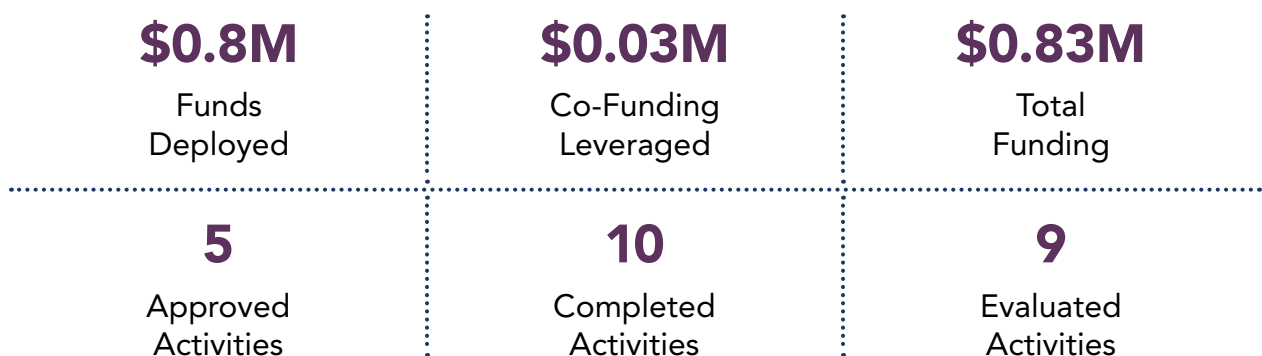 $0.8M
Funds
Deployed
$0.03M
Co-Funding
Leveraged
$0.83M
Total
Funding
5
Approved
Activities
10
Completed
Activities
9
Evaluated
Activities